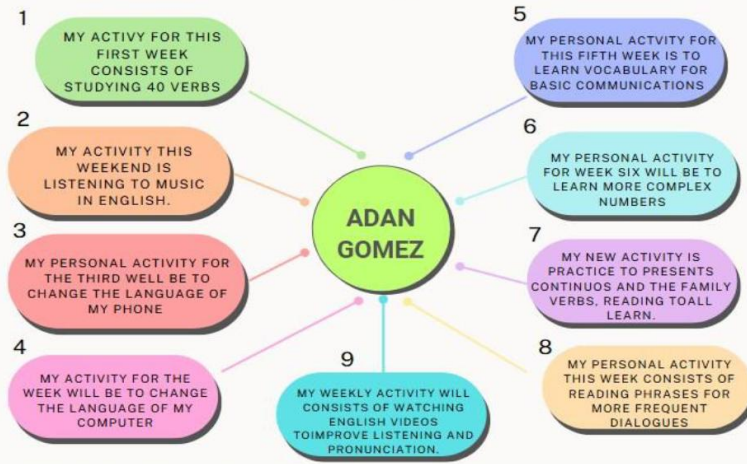 1
MY ACTIVY FOR THIS
FIRST WEEK
CONSISTS OF
STUDYING 40 VERBS
2
MY ACTIVITY THIS
WEEKEND IS
LISTENING TO MUSIC
IN ENGLISH.
3
MY PERSONAL ACTIVITY FOR
THE THIRD WELL BE TO
CHANGE THE LANGUAGE OF
MY PHONE
4
MY ACTIVITY FOR THE
WEEK WILL BE TO CHANGE
THE LANGUAGE OF MY
COMPUTER
ADAN
GOMEZ
5
MY PERSONAL ACTVITY FOR
THIS FIFTH WEEK IS TO
LEARN VOCABULARY FOR
BASIC COMMUNICATIONS
6
MY PERSONAL ACTIVITY
FOR WEEK SIX WILL BE TO
LEARN MORE COMPLEX
NUMBERS
7
MY NEW ACTIVITY IS
PRACTICE TO PRESENTS
CONTINUOS AND THE FAMILY
VERBS, READING TOALL
LEARN.
8
MY PERSONAL ACTIVITY
THIS WEEK CONSISTS OF
READING PHRASES FOR
MORE FREQUENT
DIALOGUES
9
MY WEEKLY ACTIVITY WILL
CONSISTS OF WATCHING
ENGLISH VIDEOS
TOIMPROVE LISTENING AND
PRONUNCIATION.